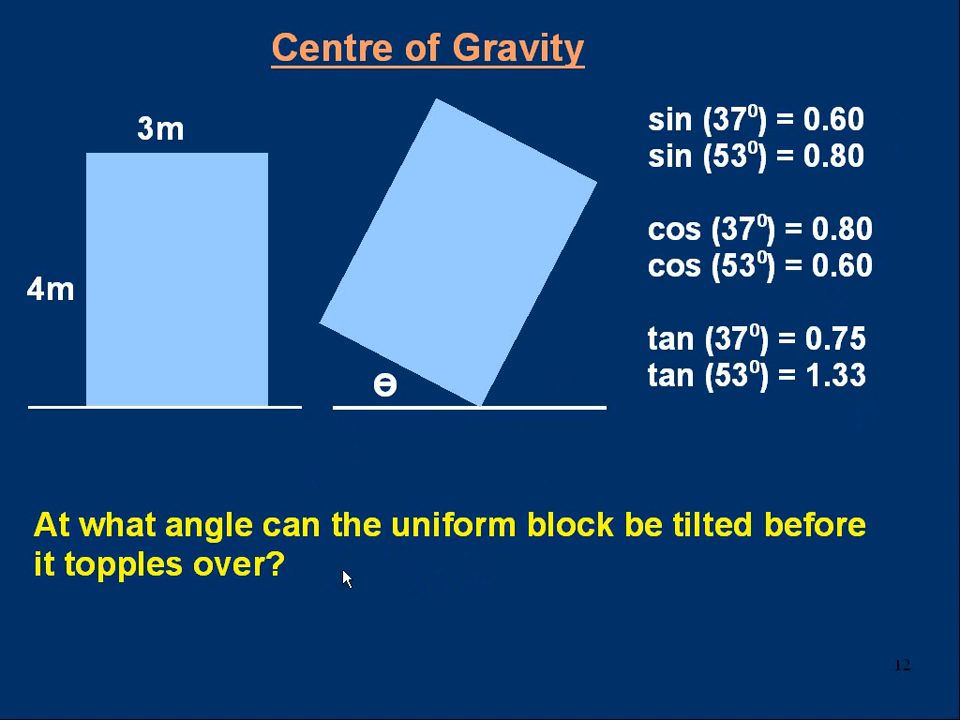 Centre of Gravity
3m
4m
ϴ
sin (37⁰) = 0.60
sin (53⁰) = 0.80
cos (37⁰) = 0.80
cos (53⁰) = 0.60
tan (37⁰) = 0.75
tan (53⁰) = 1.33
At what angle can the uniform block be tilted before
it topples over?
12